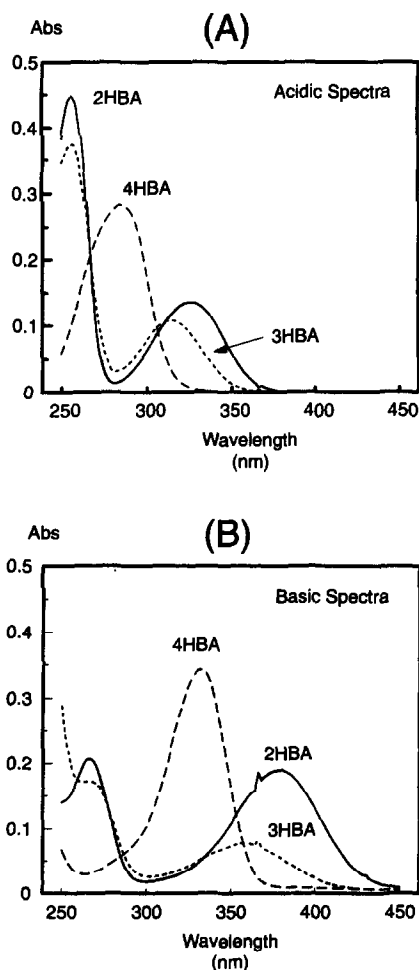 (A)
Abs
0.5
0.4
0.3
0.2
0.1
0
2HBA
4HBA
3HBA
Acidic Spectra
250 300 350 400 450
Wavelength
(nm)
(B)
Abs
0.5
0.4
0.3
0.2
0.1
0
4HBA
2HBA
3HBA
Basic Spectra
250 300 350 400 450
Wavelength
(nm)